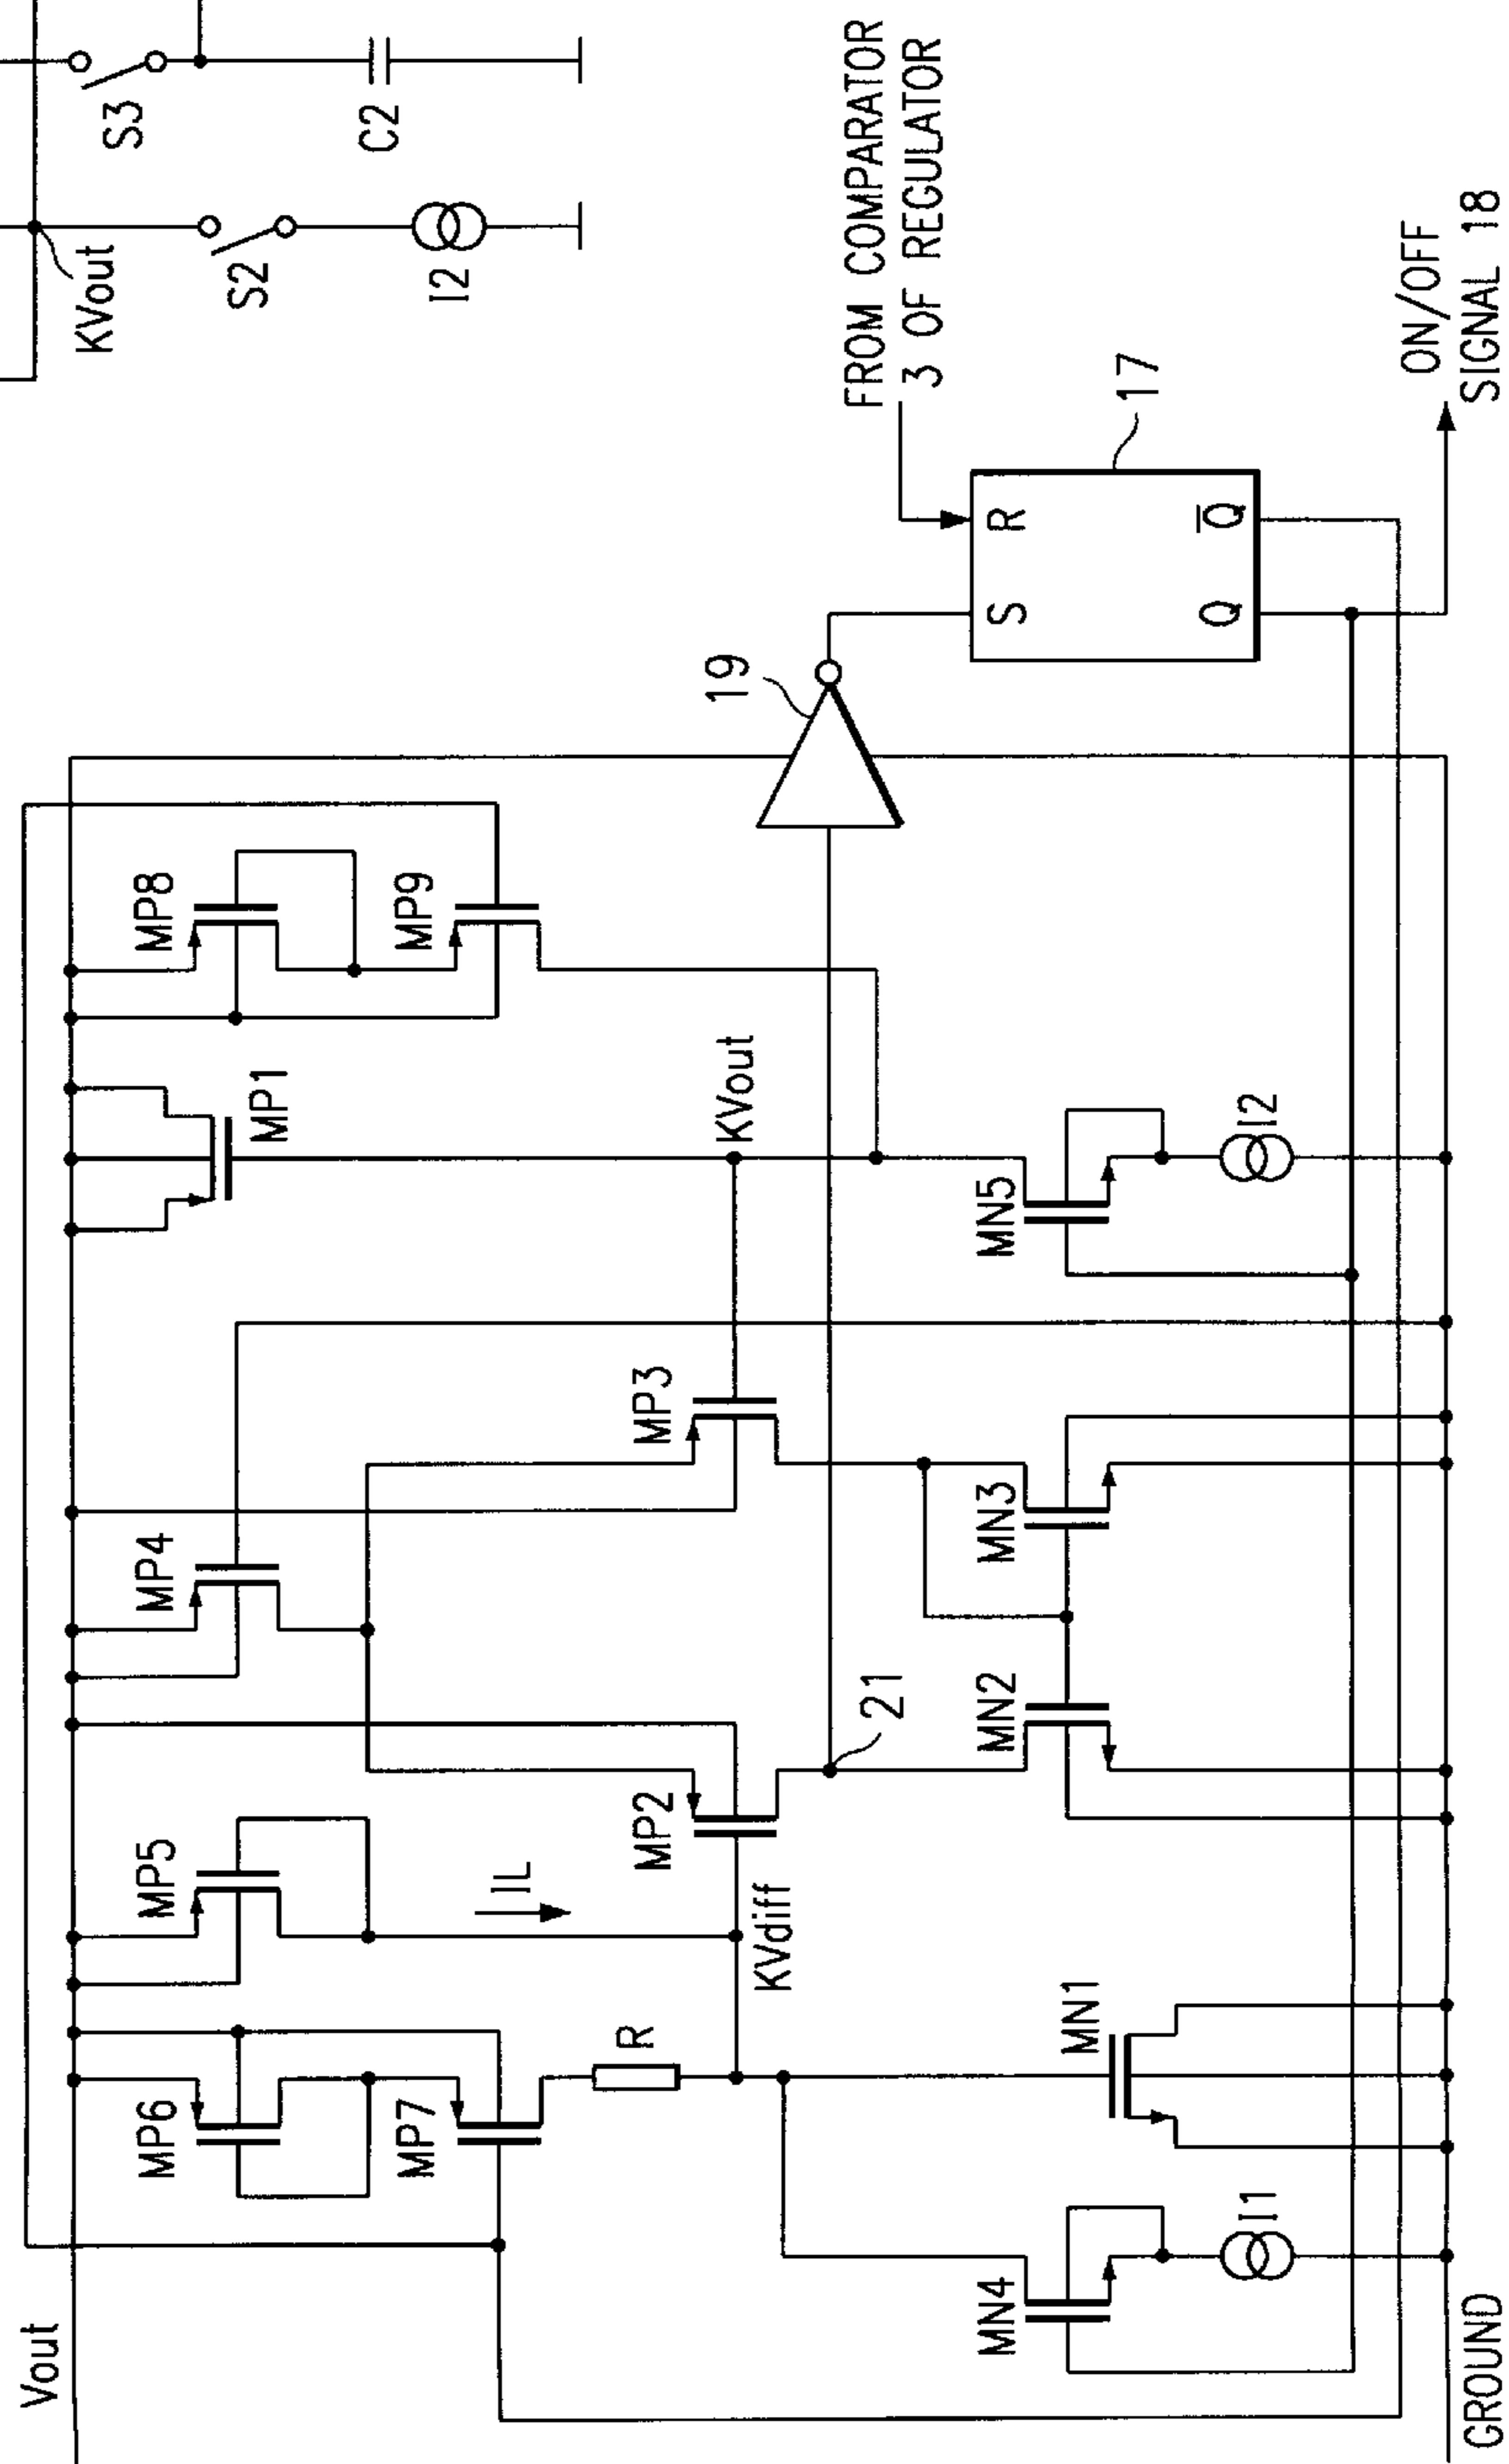 S3
C2
KVout
S2
I2
FROM COMPARATOR
3 OF REGULATOR
Vout
MP6
MP5
MP4
MP1
MP8
MP7
MP9
R
IL
MP2
MP3
KVout
KVdiff
21
19
MN4
MN1
MN2
MN3
MN5
I1
I2
S
R
17
Q
Q̅
GROUND
ON/OFF
SIGNAL 18